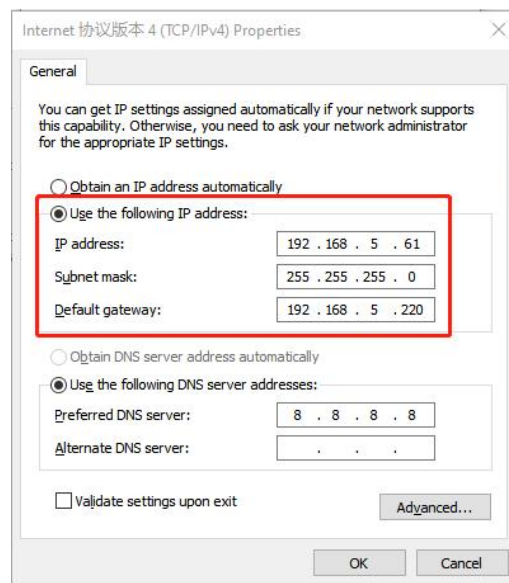 Internet 协议版本 4 (TCP/IPv4) Properties
General
You can get IP settings assigned automatically if your network supports
this capability. Otherwise, you need to ask your network administrator
for the appropriate IP settings.
Obtain an IP address automatically
Use the following IP address:
IP address: 192 . 168 . 5 . 61
Subnet mask: 255 . 255 . 255 . 0
Default gateway: 192 . 168 . 5 . 220
Obtain DNS server address automatically
Use the following DNS server addresses:
Preferred DNS server: 8 . 8 . 8 . 8
Alternate DNS server: . . .
Validate settings upon exit
Advanced...
OK Cancel